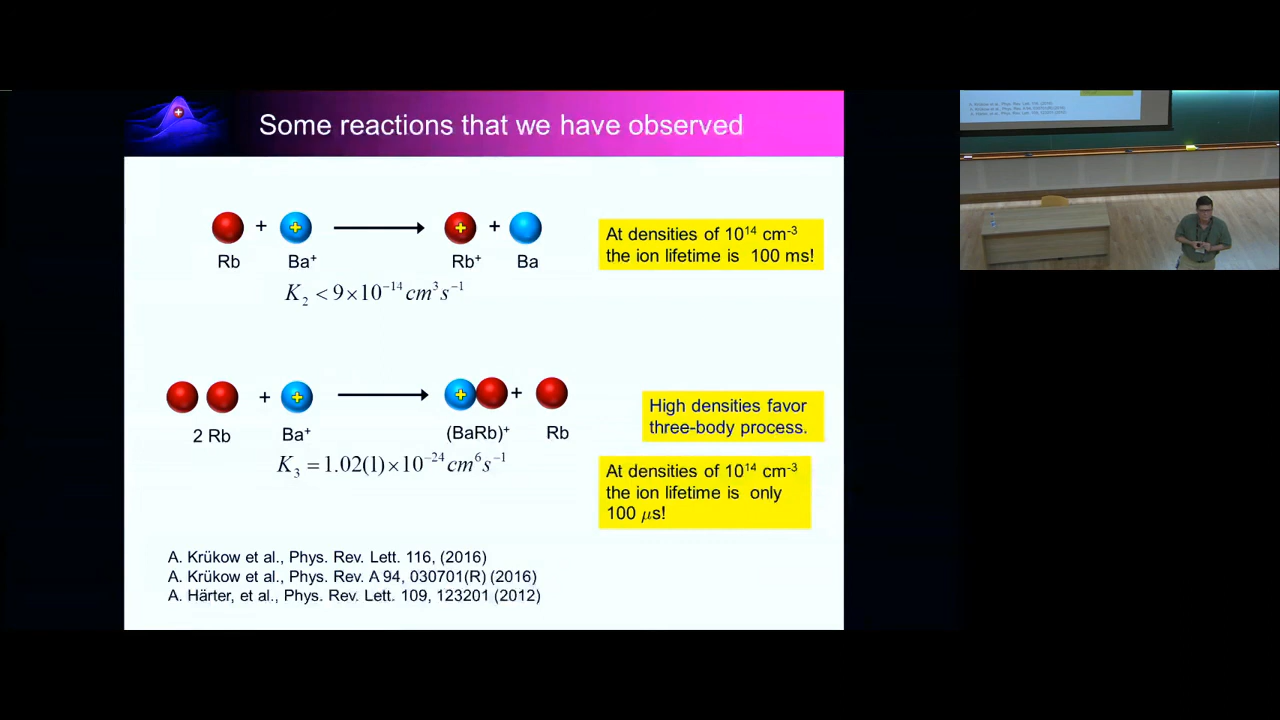 Some reactions that we have observed
Rb + Ba⁺ → Rb⁺ + Ba
K₂ < 9×10⁻¹⁴ cm³ s⁻¹
At densities of 10¹⁴ cm⁻³
the ion lifetime is 100 ms!
2 Rb + Ba⁺ → (BaRb)⁺ + Rb
K₃ = 1.02(1)×10⁻²⁴ cm⁶ s⁻¹
High densities favor
three-body process.
At densities of 10¹⁴ cm⁻³
the ion lifetime is only
100 μs!
A. Krükow et al., Phys. Rev. Lett. 116, (2016)
A. Krükow et al., Phys. Rev. A 94, 030701(R) (2016)
A. Härter, et al., Phys. Rev. Lett. 109, 123201 (2012)